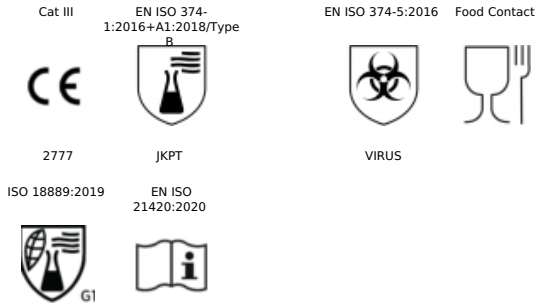 Cat III
EN ISO 374-
1:2016+A1:2018/Type
B
EN ISO 374-5:2016
Food Contact
CE
2777
JKPT
VIRUS
ISO 18889:2019
EN ISO
21420:2020
G1
i